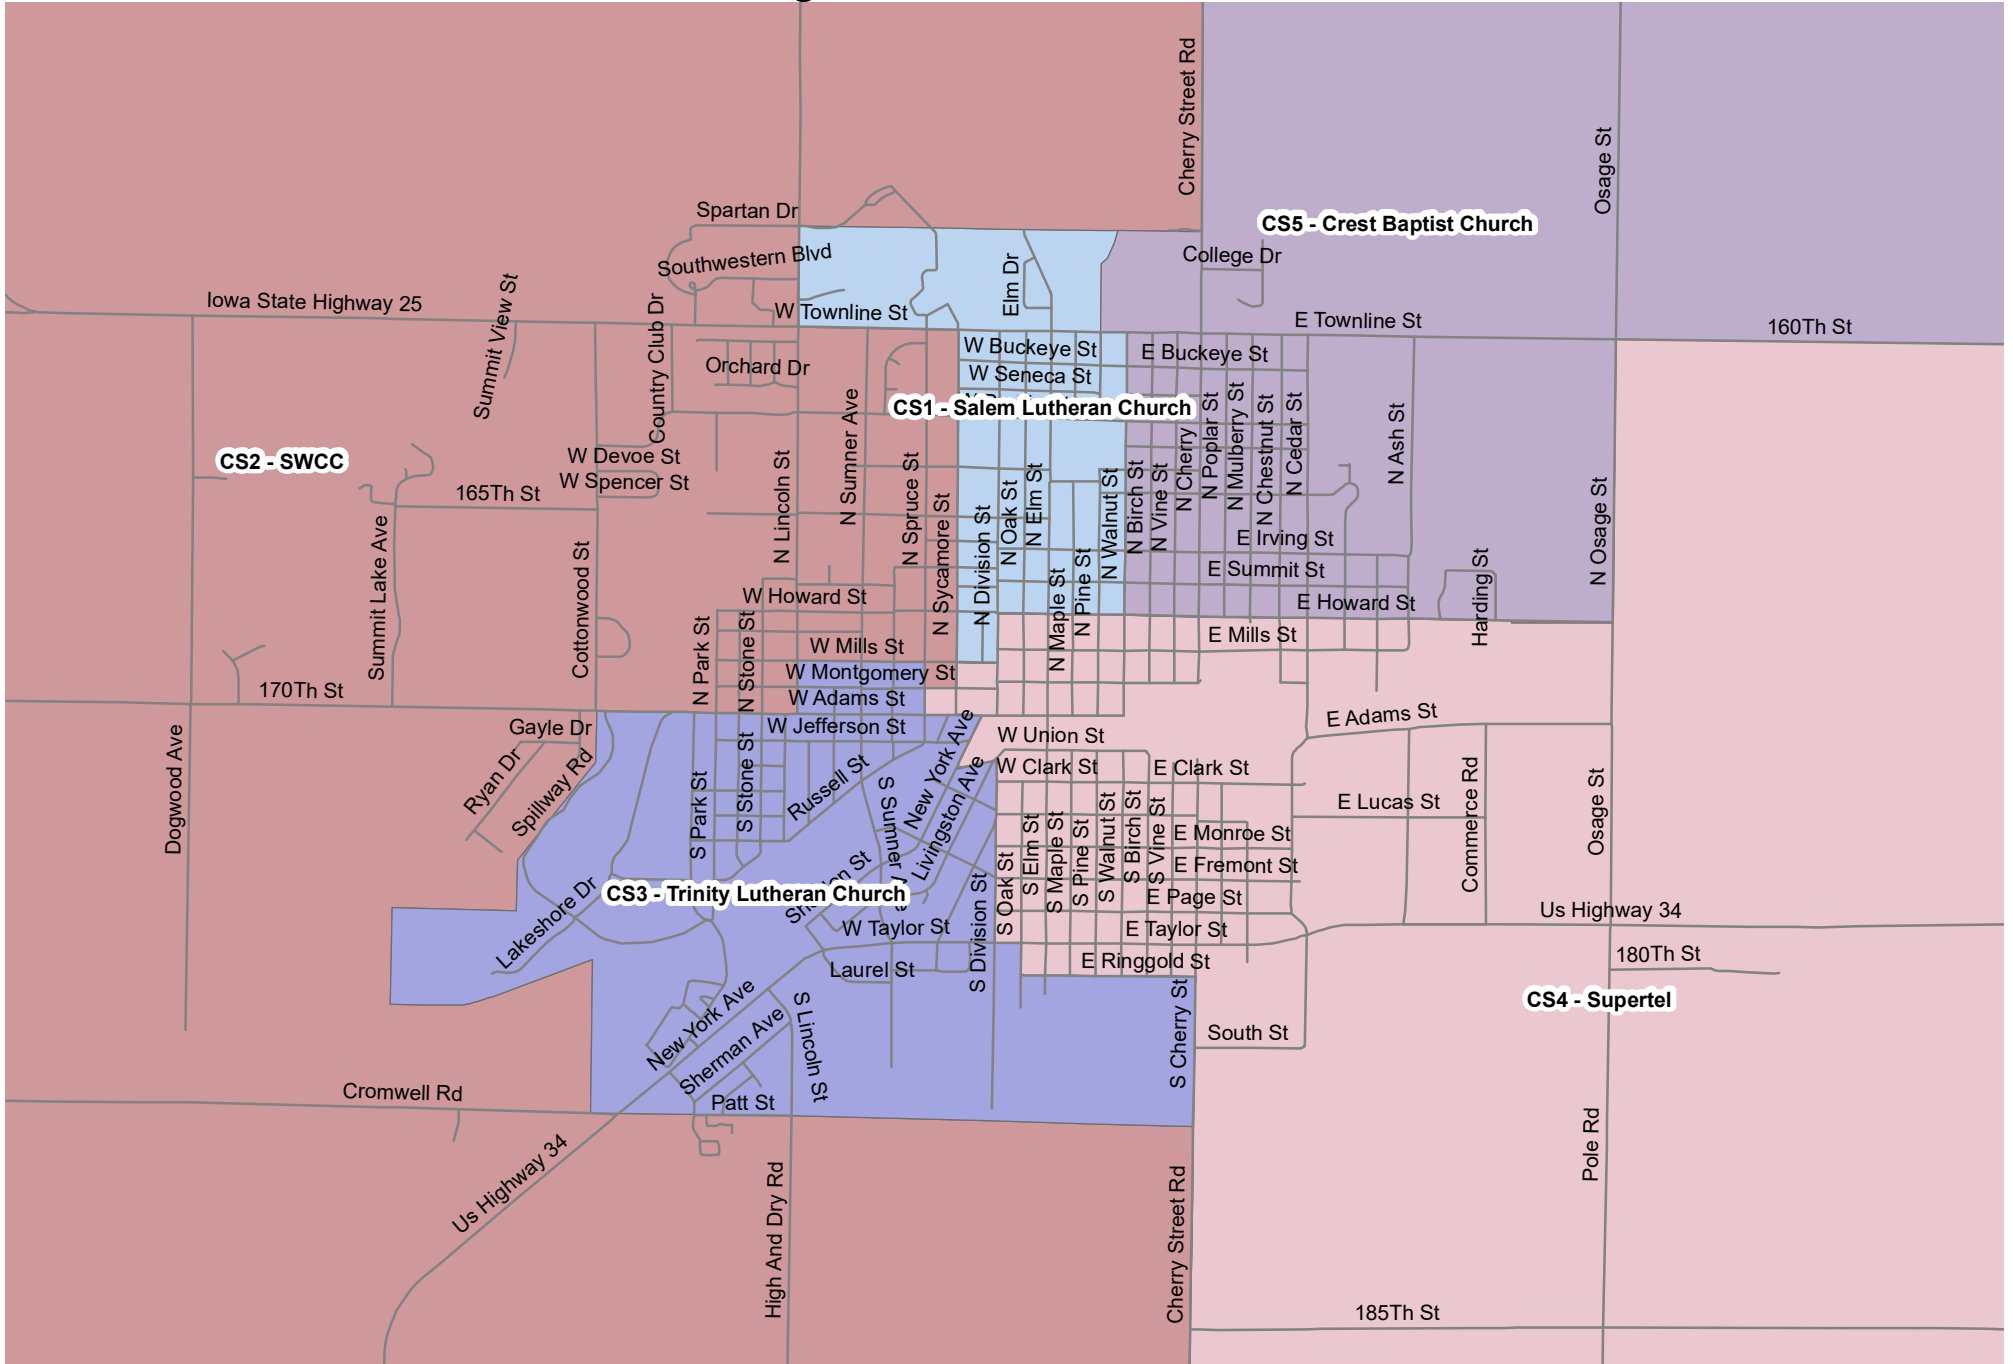 Cherry Street Rd
Osage St
Spartan Dr
CS5 - Crest Baptist Church
Southwestern Blvd
College Dr
Elm Dr
Iowa State Highway 25
Summit View St
Country Club Dr
W Townline St
E Townline St
160Th St
W Buckeye St
E Buckeye St
Orchard Dr
W Seneca St
CS1 - Salem Lutheran Church
N Sumner Ave
N Poplar St
N Mulberry St
N Chestnut St
N Cedar St
N Ash St
CS2 - SWCC
W Devoe St
W Spencer St
165Th St
N Lincoln St
N Spruce St
N Sycamore St
N Division St
N Oak St
N Elm St
N Walnut St
N Birch St
N Vine St
N Cherry
N Osage St
E Irving St
E Summit St
Summit Lake Ave
Cottonwood St
W Howard St
E Howard St
Harding St
N Maple St
N Pine St
N Park St
N Stone St
W Mills St
E Mills St
W Montgomery St
170Th St
W Adams St
E Adams St
Gayle Dr
W Jefferson St
W Union St
Dogwood Ave
Ryan Dr
Spillway Rd
S Park St
S Stone St
Russell St
S Sumner
New York Ave
Livingston Ave
W Clark St
E Clark St
E Lucas St
Commerce Rd
Osage St
S Oak St
S Elm St
S Maple St
S Pine St
S Walnut St
S Birch St
S Vine St
E Monroe St
E Fremont St
CS3 - Trinity Lutheran Church
E Page St
Lakeshore Dr
W Taylor St
E Taylor St
Us Highway 34
S Division St
Laurel St
E Ringgold St
180Th St
CS4 - Supertel
New York Ave
Sherman Ave
S Lincoln St
S Cherry St
South St
Cromwell Rd
Patt St
Us Highway 34
High And Dry Rd
Cherry Street Rd
Pole Rd
185Th St